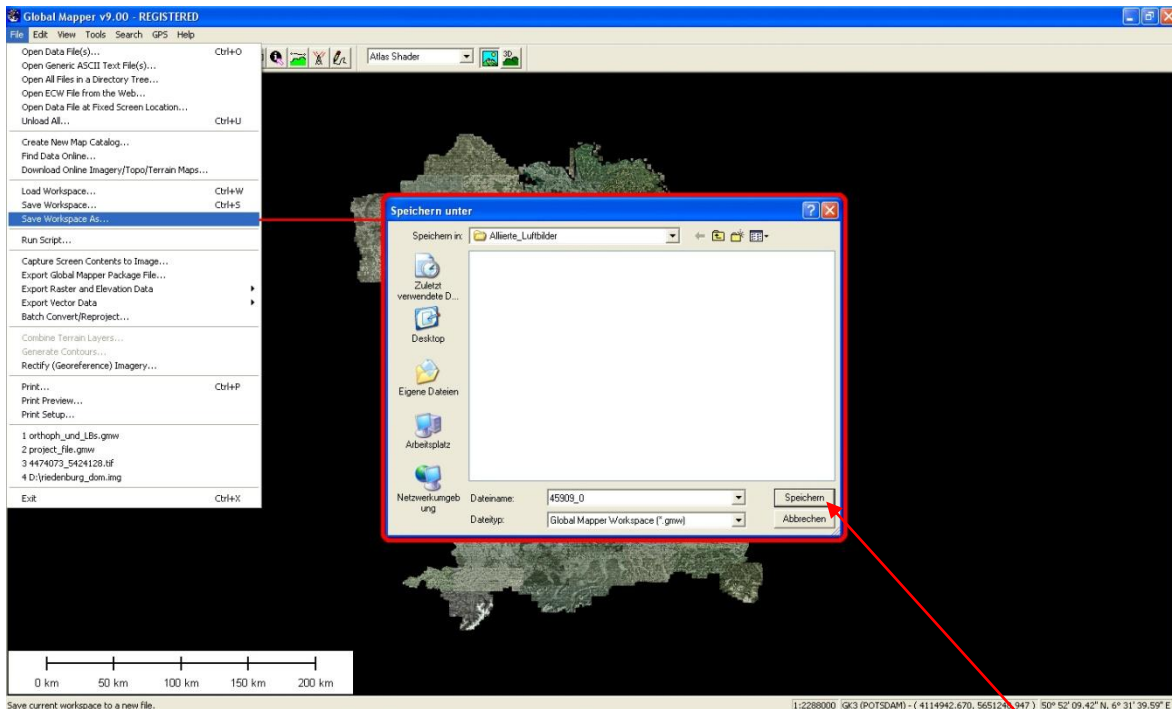 Global Mapper v9.00 - REGISTERED
File Edit View Tools Search GPS Help
Atlas Shader
3D
Open Data File(s)... Ctrl+O
Open Generic ASCII Text File(s)...
Open All Files in a Directory Tree...
Open ECW File from the Web...
Open Data File at Fixed Screen Location...
Unload All... Ctrl+U
Create New Map Catalog...
Find Data Online...
Download Online Imagery/Topo/Terrain Maps...
Load Workspace... Ctrl+W
Save Workspace... Ctrl+S
Save Workspace As...
Run Script...
Capture Screen Contents to Image...
Export Global Mapper Package File...
Export Raster and Elevation Data
Export Vector Data
Batch Convert/Reproject...
Combine Terrain Layers...
Generate Contours...
Rectify (Georeference) Imagery...
Print... Ctrl+P
Print Preview...
Print Setup...
1 orthoph_und_LBs.gmw
2 project_file.gmw
3 4474073_5424128.tif
4 D:\riedenburg_dom.img
Exit Ctrl+X
Speichern unter
Speichern in: Alliierte_Luftbilder
Zuletzt
verwendete D...
Desktop
Eigene Dateien
Arbeitsplatz
Netzwerkumgeb
ung
Dateiname: 45909_0 Speichern
Dateityp: Global Mapper Workspace (*.gmw) Abbrechen
0 km 50 km 100 km 150 km 200 km
Save current workspace to a new file.
1:2288000 GK3 (POTSDAM) - ( 4114942.670, 5651248.947 ) 50° 52' 09.42" N, 6° 31' 39.59" E